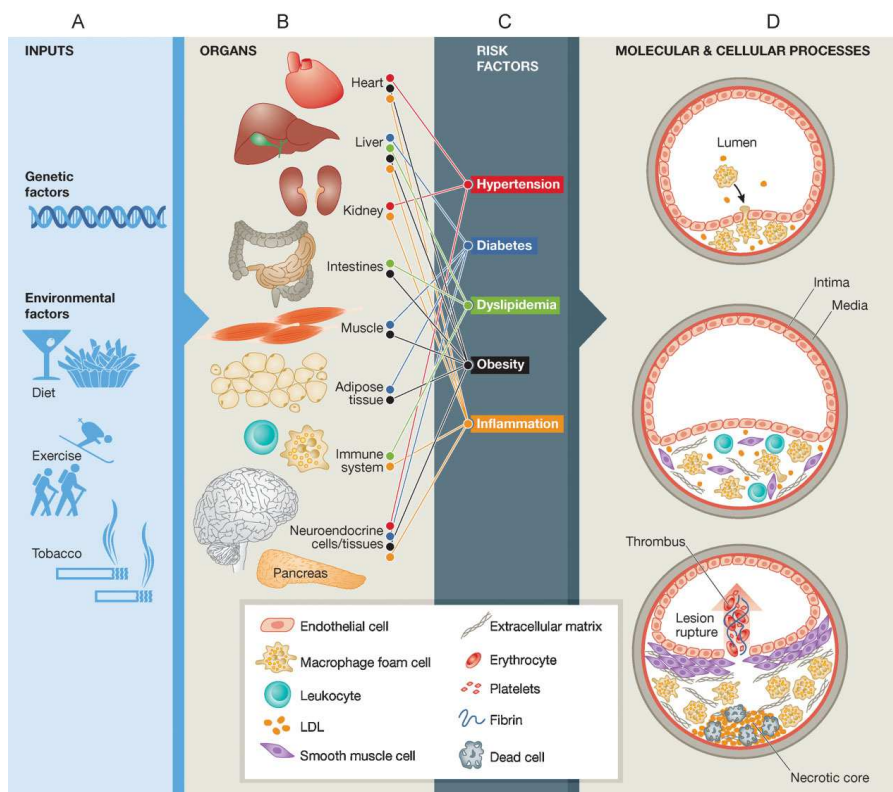 A
B
C
D
INPUTS
ORGANS
RISK
FACTORS
MOLECULAR & CELLULAR PROCESSES
Genetic
factors
Environmental
factors
Diet
Exercise
Tobacco
Heart
Liver
Kidney
Intestines
Muscle
Adipose
tissue
Immune
system
Neuroendocrine
cells/tissues
Pancreas
Hypertension
Diabetes
Dyslipidemia
Obesity
Inflammation
Lumen
Intima
Media
Thrombus
Lesion
rupture
Necrotic core
Endothelial cell
Macrophage foam cell
Leukocyte
LDL
Smooth muscle cell
Extracellular matrix
Erythrocyte
Platelets
Fibrin
Dead cell